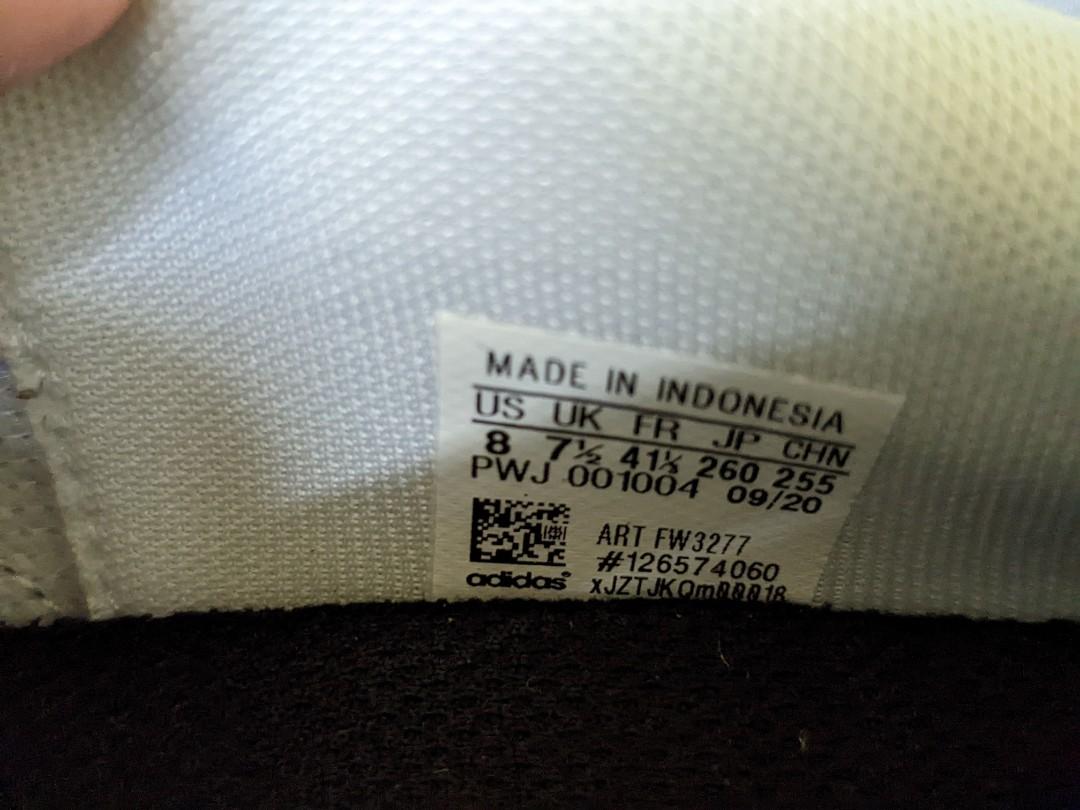 MADE IN INDONESIA
US UK FR JP CHN
8 7½ 41⅓ 260 255
PWJ 001004 09/20
ART FW3277
#126574060
adidas® xJZTJKQm00018